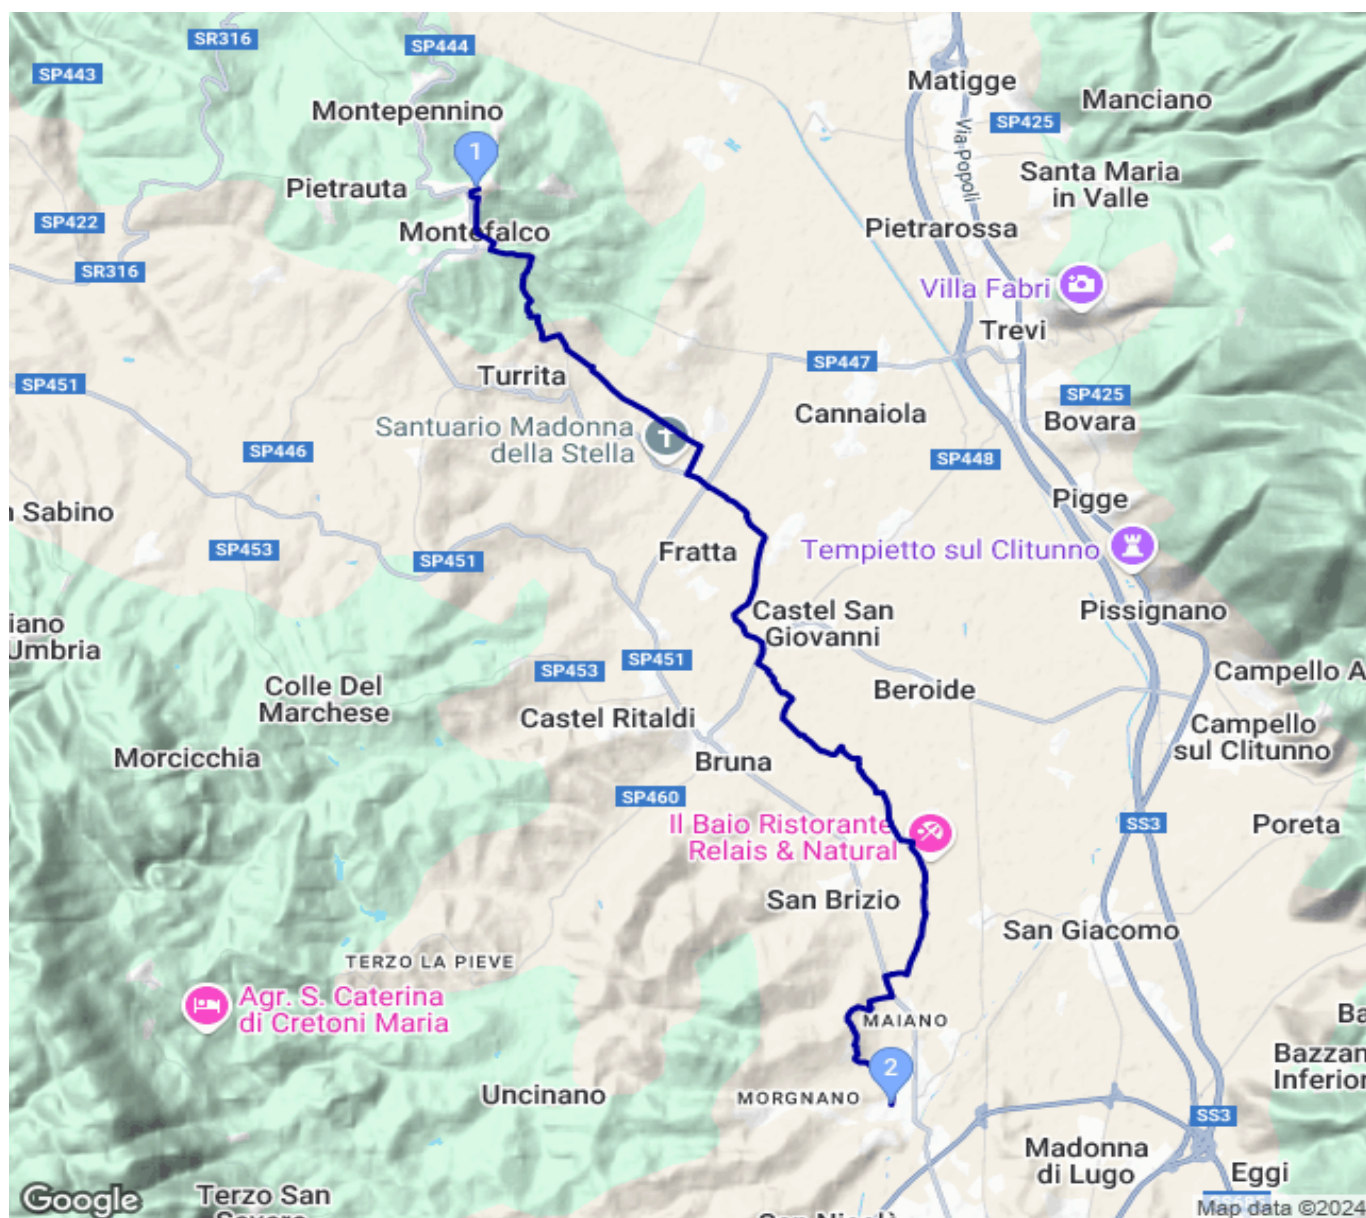 SR316
SP444
SP443
Matigge
Montepennino
Manciano
SP425
Via Popoli
1
Santa Maria
in Valle
Pietrauta
SP422
Montefalco
Pietrarossa
SR316
Villa Fabri
Trevi
SP447
Turrita
SP451
SP425
Cannaiola
Bovara
Santuario Madonna
della Stella
SP446
SP448
Pigge
Sabino
SP453
SP451
Fratta
Tempietto sul Clitunno
Castel San
Giovanni
Pissignano
iano
Umbria
SP453
SP451
Colle Del
Marchese
Beroide
Campello A
Castel Ritaldi
Campello
sul Clitunno
Morcicchia
Bruna
SP460
Il Baio Ristorante
Relais & Natural
SS3
Poreta
San Brizio
San Giacomo
TERZO LA PIEVE
Agr. S. Caterina
di Cretoni Maria
MAIANO
Ba
Bazzan
Inferior
2
Uncinano
MORGNANO
SS3
Madonna
di Lugo
Eggi
Terzo San
Google
Map data ©2024